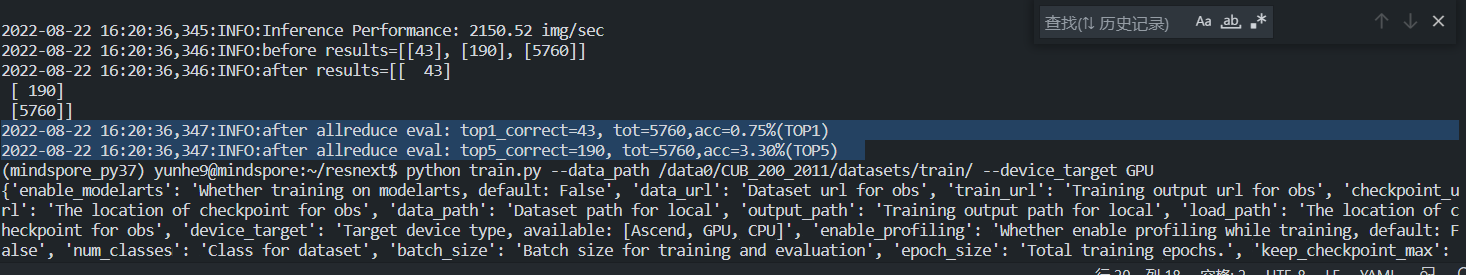 查找(⇅ 历史记录)
Aa
ab
2022-08-22 16:20:36,345:INFO:Inference Performance: 2150.52 img/sec
2022-08-22 16:20:36,346:INFO:before results=[[43], [190], [5760]]
2022-08-22 16:20:36,346:INFO:after results=[[  43]
 [ 190]
 [5760]]
2022-08-22 16:20:36,347:INFO:after allreduce eval: top1_correct=43, tot=5760,acc=0.75%(TOP1)
2022-08-22 16:20:36,347:INFO:after allreduce eval: top5_correct=190, tot=5760,acc=3.30%(TOP5)
(mindspore_py37) yunhe9@mindspore:~/resnext$ python train.py --data_path /data0/CUB_200_2011/datasets/train/ --device_target GPU
{'enable_modelarts': 'Whether training on modelarts, default: False', 'data_url': 'Dataset url for obs', 'train_url': 'Training output url for obs', 'checkpoint_u
rl': 'The location of checkpoint for obs', 'data_path': 'Dataset path for local', 'output_path': 'Training output path for local', 'load_path': 'The location of c
heckpoint for obs', 'device_target': 'Target device type, available: [Ascend, GPU, CPU]', 'enable_profiling': 'Whether enable profiling while training, default: F
alse', 'num_classes': 'Class for dataset', 'batch_size': 'Batch size for training and evaluation', 'epoch_size': 'Total training epochs.', 'keep_checkpoint_max':
行 20, 列 18 空格: 2 UTF-8 LF YAML